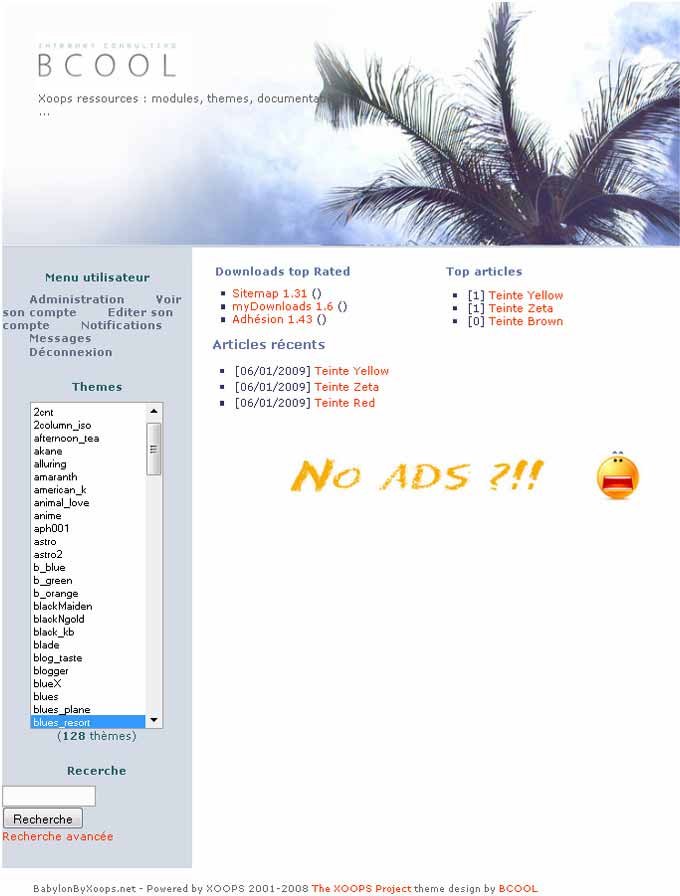 INTERNET CONSULTING
BCOOL
Xoops ressources : modules, themes, documenta
...
Menu utilisateur
Administration Voir
son compte Editer son
compte Notifications
Messages
Déconnexion
Themes
2cnt
2column_iso
afternoon_tea
akane
alluring
amaranth
american_k
animal_love
anime
aph001
astro
astro2
b_blue
b_green
b_orange
blackMaiden
blackNgold
black_kb
blade
blog_taste
blogger
blueX
blues
blues_plane
blues_resort
(128 thèmes)
Recerche
Recherche
Recherche avancée
Downloads top Rated
Sitemap 1.31 ()
myDownloads 1.6 ()
Adhésion 1.43 ()
Top articles
[1] Teinte Yellow
[1] Teinte Zeta
[0] Teinte Brown
Articles récents
[06/01/2009] Teinte Yellow
[06/01/2009] Teinte Zeta
[06/01/2009] Teinte Red
No ADS ?!!
BabylonByXoops.net - Powered by XOOPS 2001-2008 The XOOPS Project theme design by BCOOL